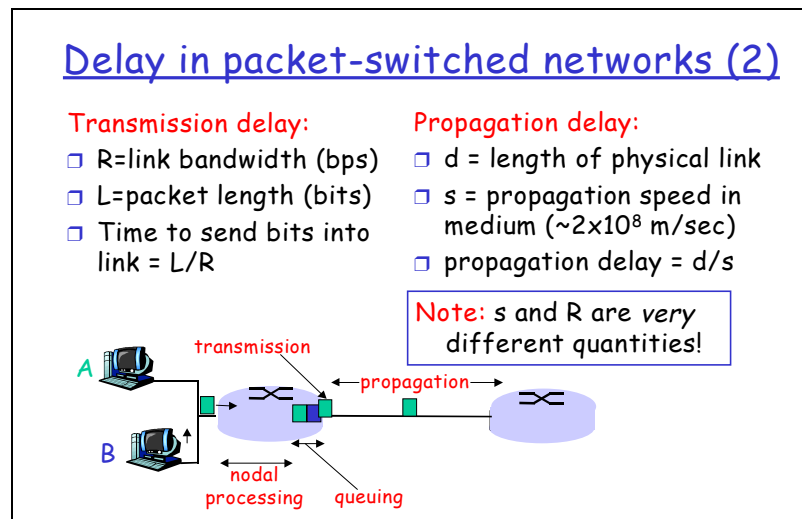 Delay in packet-switched networks (2)
Transmission delay:
❒ R=link bandwidth (bps)
❒ L=packet length (bits)
❒ Time to send bits into
link = L/R
Propagation delay:
❒ d = length of physical link
❒ s = propagation speed in
medium (~2x10⁸ m/sec)
❒ propagation delay = d/s
Note: s and R are very
different quantities!
transmission
A
propagation
B
nodal
processing
queuing